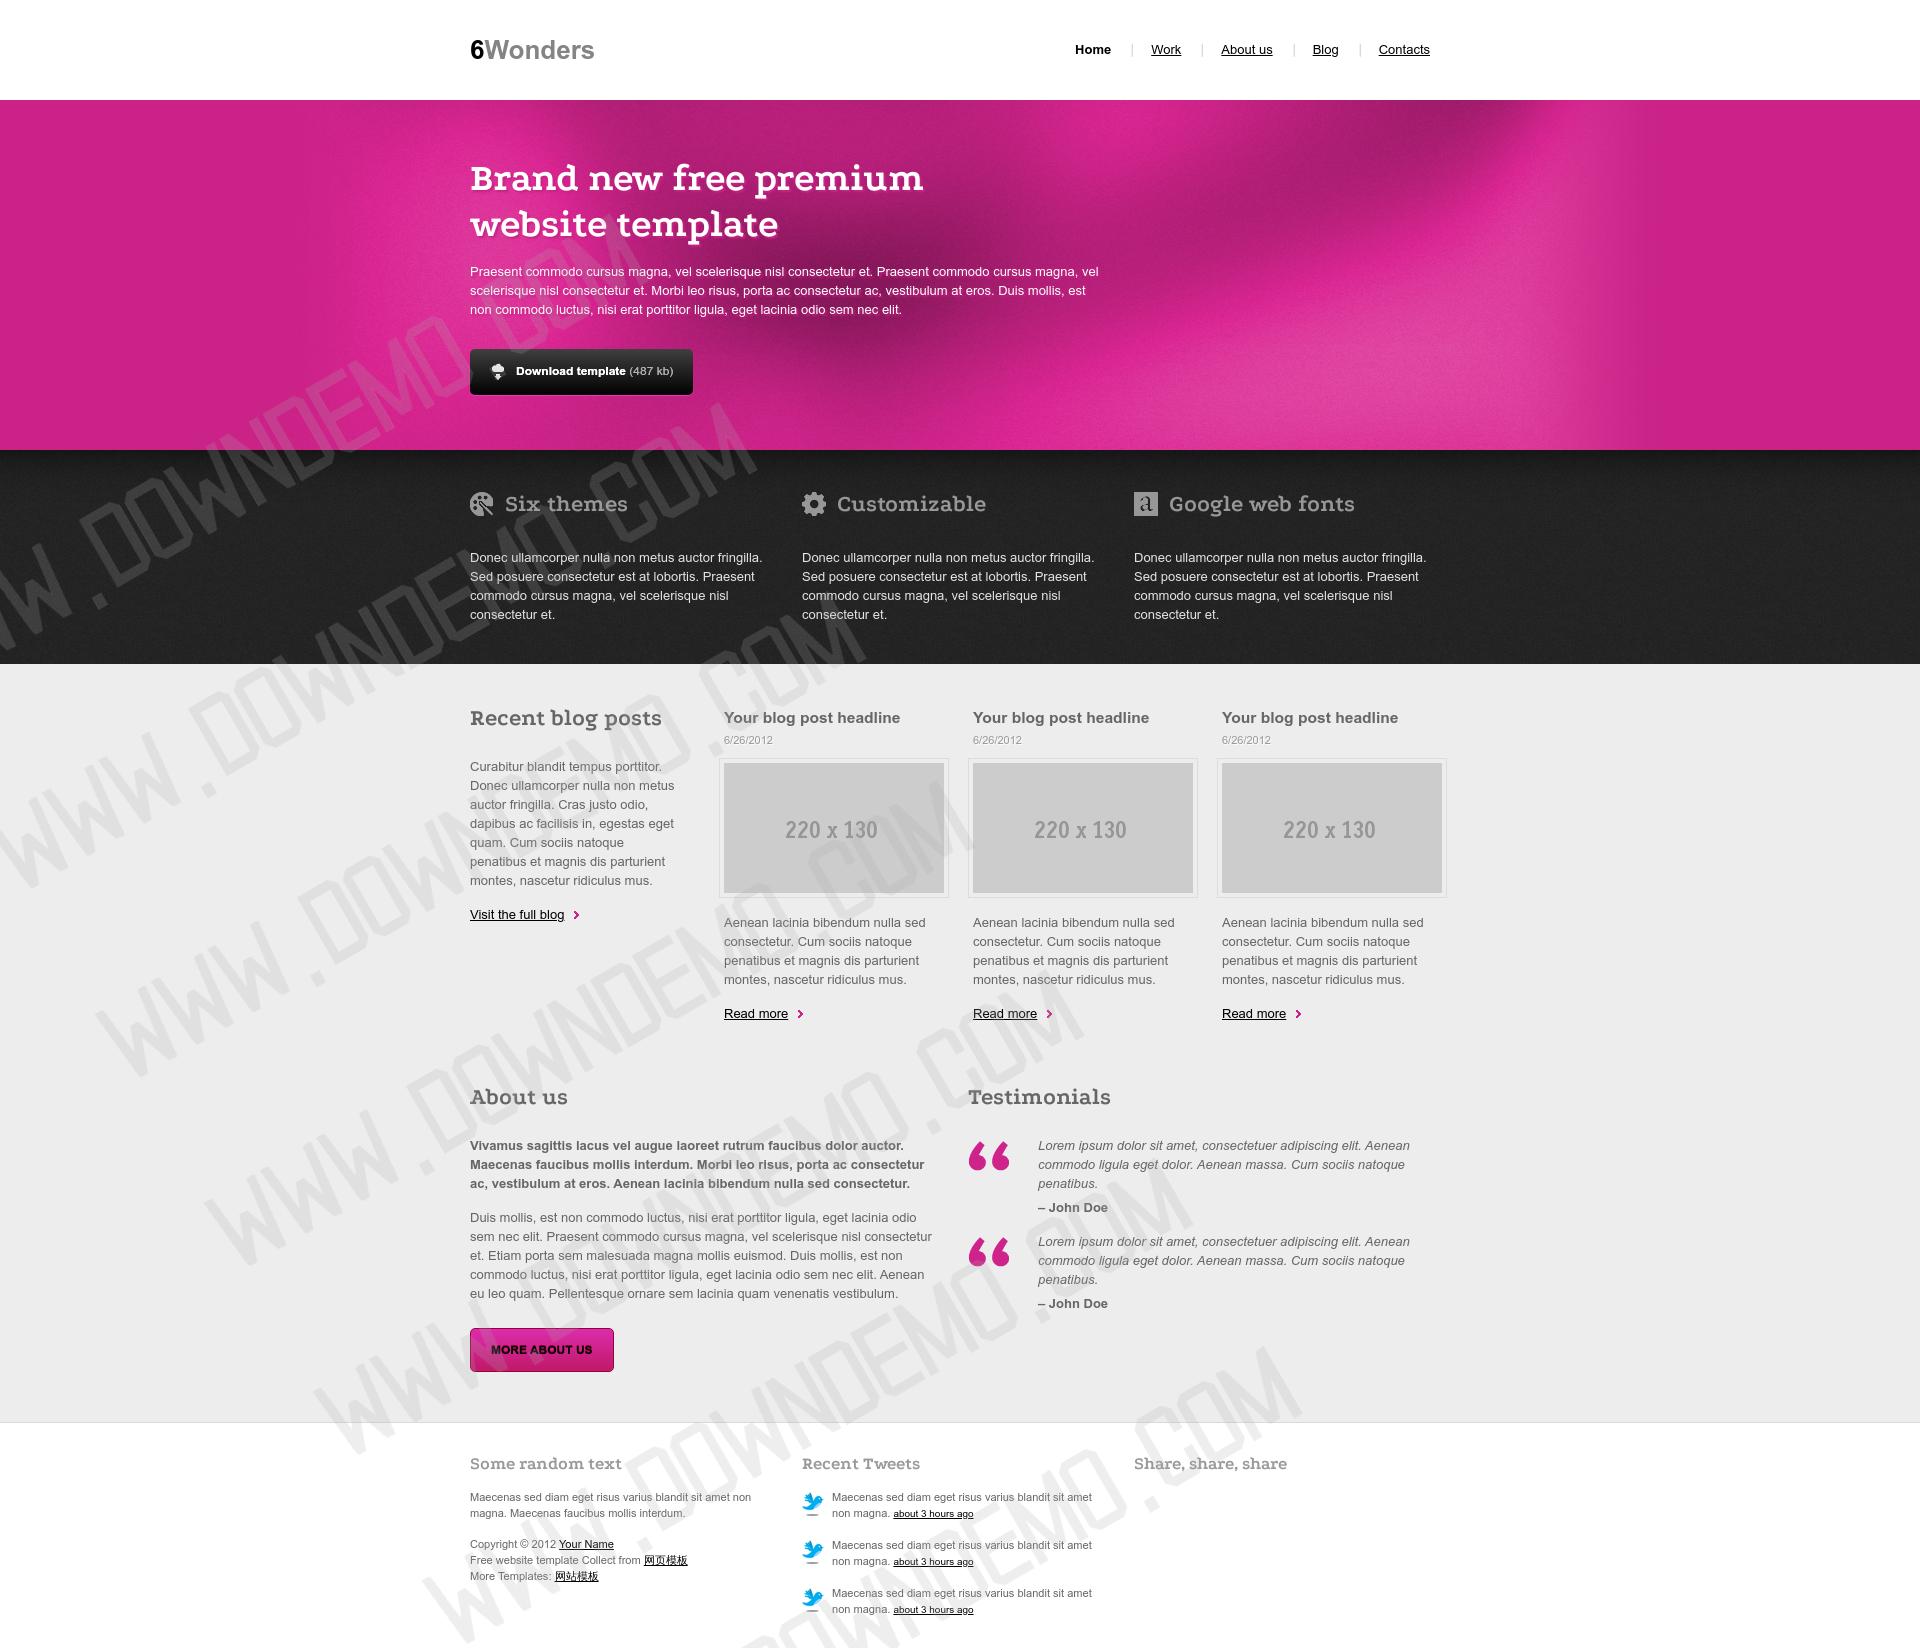 6Wonders
Home
Work
About us
Blog
Contacts
Brand new free premium
website template
Praesent commodo cursus magna, vel scelerisque nisl consectetur et. Praesent commodo cursus magna, vel
scelerisque nisl consectetur et. Morbi leo risus, porta ac consectetur ac, vestibulum at eros. Duis mollis, est
non commodo luctus, nisi erat porttitor ligula, eget lacinia odio sem nec elit.
Download template (487 kb)
Six themes
Donec ullamcorper nulla non metus auctor fringilla.
Sed posuere consectetur est at lobortis. Praesent
commodo cursus magna, vel scelerisque nisl
consectetur et.
Customizable
Donec ullamcorper nulla non metus auctor fringilla.
Sed posuere consectetur est at lobortis. Praesent
commodo cursus magna, vel scelerisque nisl
consectetur et.
a Google web fonts
Donec ullamcorper nulla non metus auctor fringilla.
Sed posuere consectetur est at lobortis. Praesent
commodo cursus magna, vel scelerisque nisl
consectetur et.
Recent blog posts
Curabitur blandit tempus porttitor.
Donec ullamcorper nulla non metus
auctor fringilla. Cras justo odio,
dapibus ac facilisis in, egestas eget
quam. Cum sociis natoque
penatibus et magnis dis parturient
montes, nascetur ridiculus mus.
Visit the full blog
Your blog post headline
6/26/2012
220 x 130
Aenean lacinia bibendum nulla sed
consectetur. Cum sociis natoque
penatibus et magnis dis parturient
montes, nascetur ridiculus mus.
Read more
Your blog post headline
6/26/2012
220 x 130
Aenean lacinia bibendum nulla sed
consectetur. Cum sociis natoque
penatibus et magnis dis parturient
montes, nascetur ridiculus mus.
Read more
Your blog post headline
6/26/2012
220 x 130
Aenean lacinia bibendum nulla sed
consectetur. Cum sociis natoque
penatibus et magnis dis parturient
montes, nascetur ridiculus mus.
Read more
About us
Vivamus sagittis lacus vel augue laoreet rutrum faucibus dolor auctor.
Maecenas faucibus mollis interdum. Morbi leo risus, porta ac consectetur
ac, vestibulum at eros. Aenean lacinia bibendum nulla sed consectetur.
Duis mollis, est non commodo luctus, nisi erat porttitor ligula, eget lacinia odio
sem nec elit. Praesent commodo cursus magna, vel scelerisque nisl consectetur
et. Etiam porta sem malesuada magna mollis euismod. Duis mollis, est non
commodo luctus, nisi erat porttitor ligula, eget lacinia odio sem nec elit. Aenean
eu leo quam. Pellentesque ornare sem lacinia quam venenatis vestibulum.
MORE ABOUT US
Testimonials
Lorem ipsum dolor sit amet, consectetuer adipiscing elit. Aenean
commodo ligula eget dolor. Aenean massa. Cum sociis natoque
penatibus.
– John Doe
Lorem ipsum dolor sit amet, consectetuer adipiscing elit. Aenean
commodo ligula eget dolor. Aenean massa. Cum sociis natoque
penatibus.
– John Doe
Some random text
Maecenas sed diam eget risus varius blandit sit amet non
magna. Maecenas faucibus mollis interdum.
Copyright © 2012 Your Name
Free website template Collect from 网页模板
More Templates: 网站模板
Recent Tweets
Maecenas sed diam eget risus varius blandit sit amet
non magna. about 3 hours ago
Maecenas sed diam eget risus varius blandit sit amet
non magna. about 3 hours ago
Maecenas sed diam eget risus varius blandit sit amet
non magna. about 3 hours ago
Share, share, share
WW.DOWNDEMO.COM
WWW.DOWNDEMO.COM
WWW.DOWNDEMO.COM
WWW.DOWNDEMO.COM
WWW.DOWNDEMO.COM
WWW.DOWNDEMO.COM